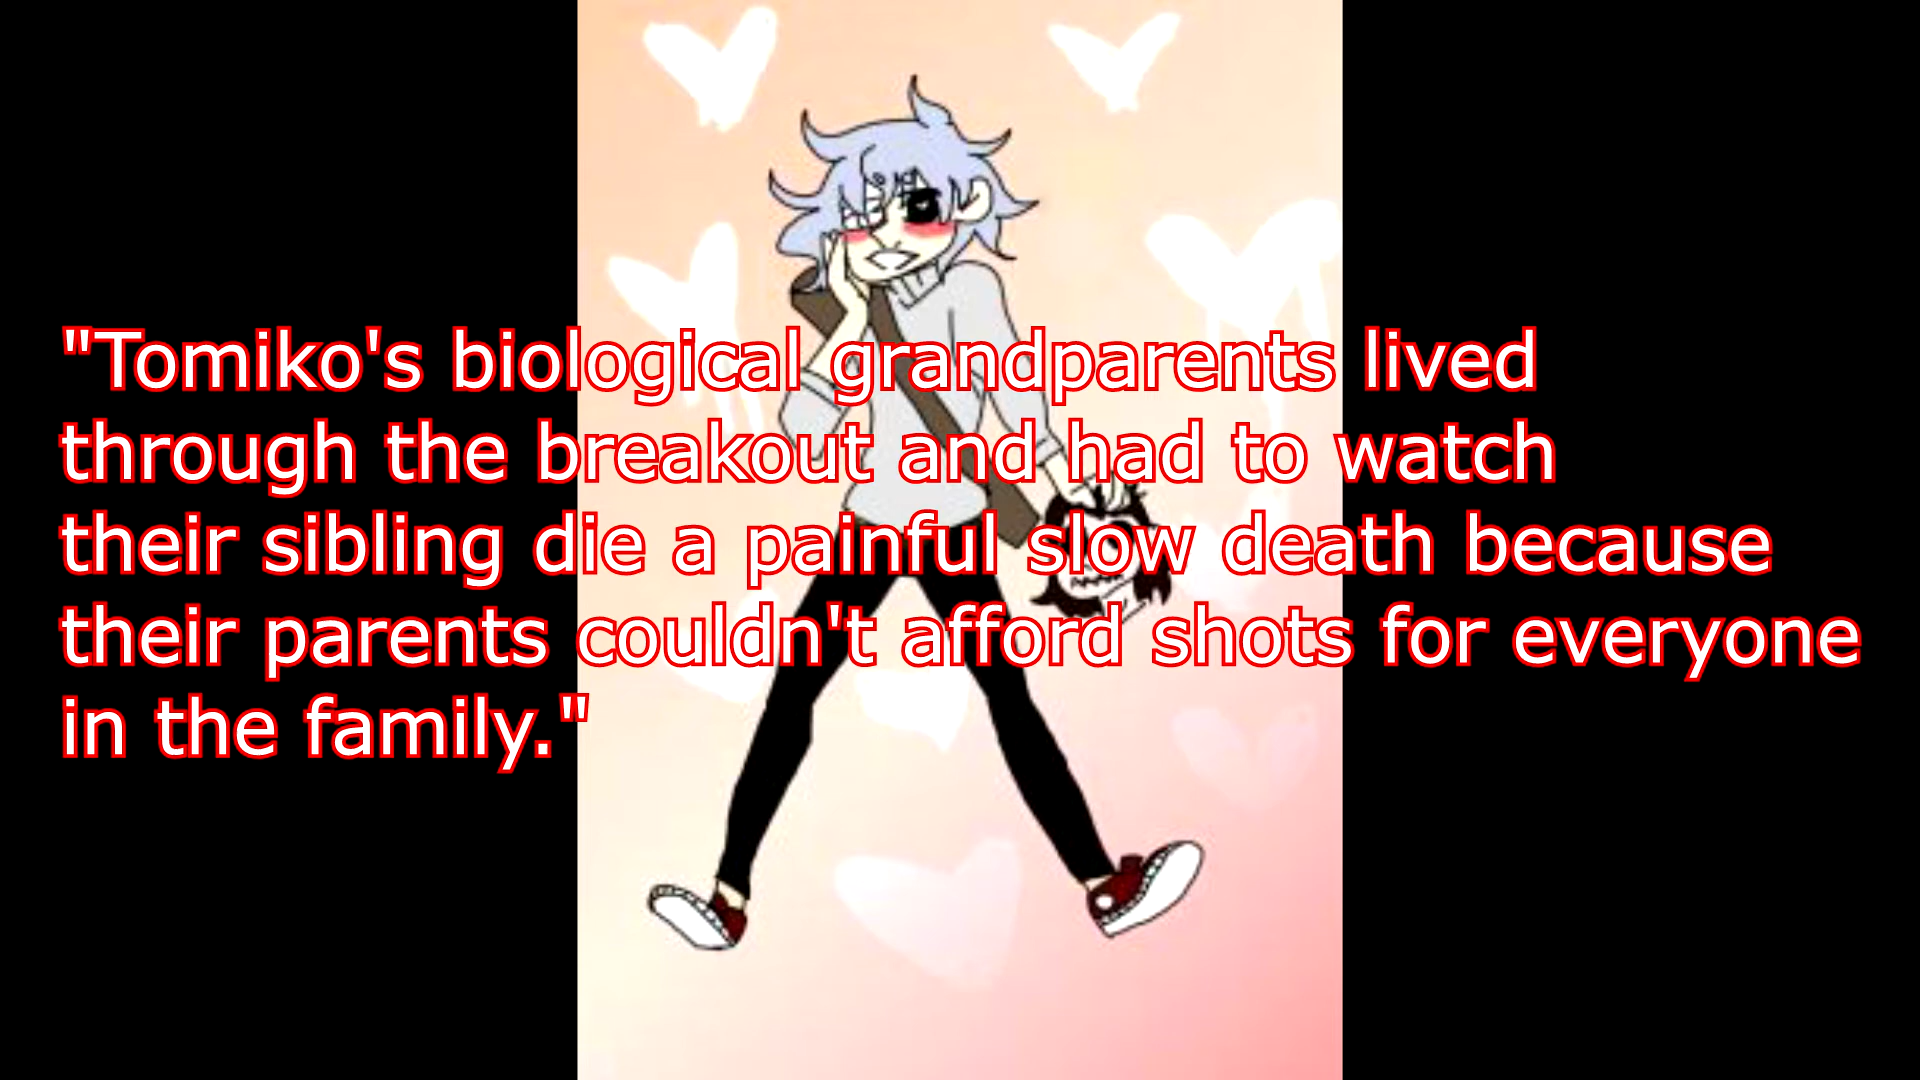 "Tomiko's biological grandparents lived
through the breakout and had to watch
their sibling die a painful slow death because
their parents couldn't afford shots for everyone
in the family."